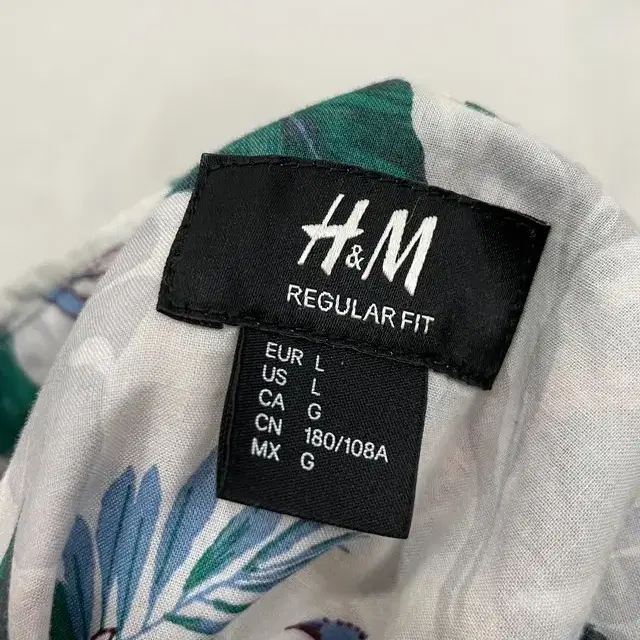 H&M
REGULAR FIT
EUR L
US L
CA G
CN 180/108A
MX G